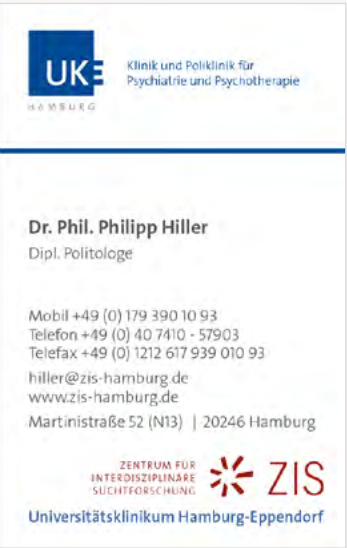 UKE
HAMBURG
Klinik und Poliklinik für
Psychiatrie und Psychotherapie
Dr. Phil. Philipp Hiller
Dipl. Politologe
Mobil +49 (0) 179 390 10 93
Telefon +49 (0) 40 7410 - 57903
Telefax +49 (0) 1212 617 939 010 93
hiller@zis-hamburg.de
www.zis-hamburg.de
Martinistraße 52 (N13) | 20246 Hamburg
ZENTRUM FÜR
INTERDISZIPLINÄRE
SUCHTFORSCHUNG
ZIS
Universitätsklinikum Hamburg-Eppendorf